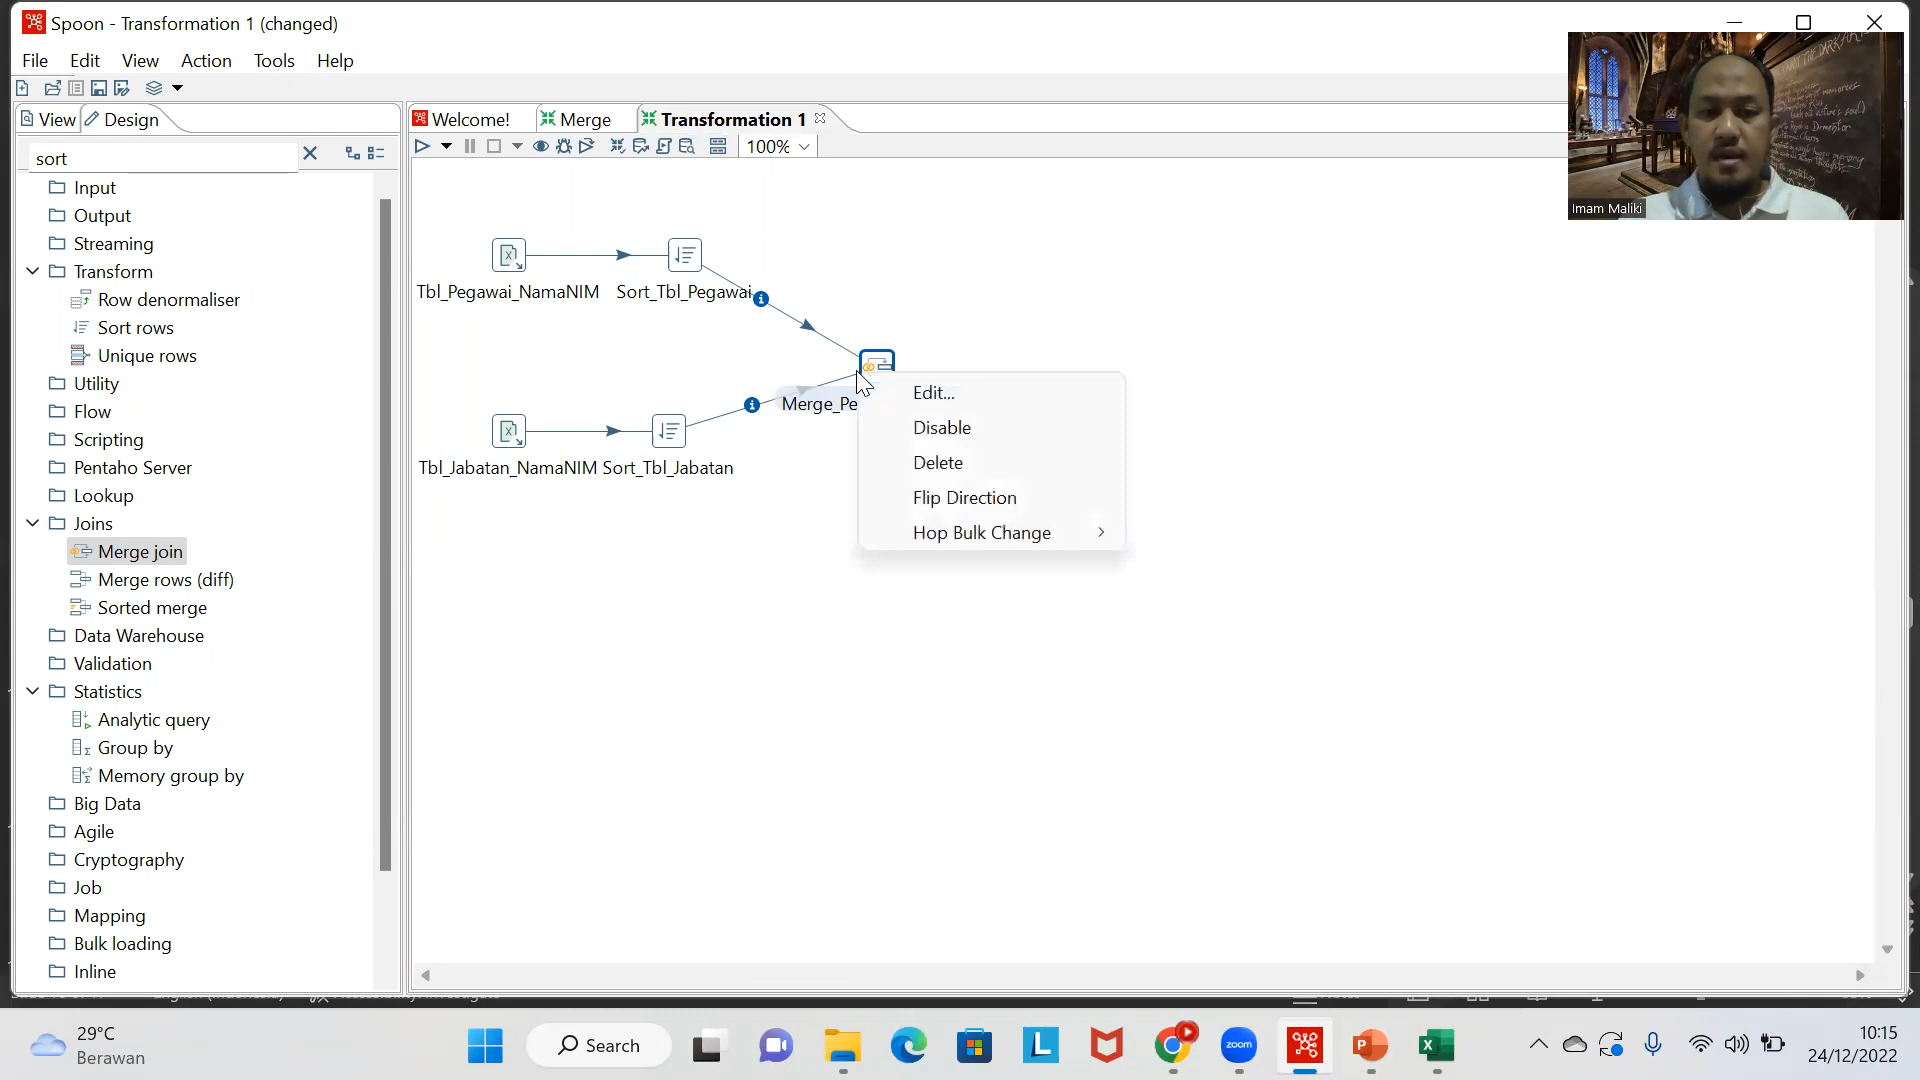 Spoon - Transformation 1 (changed)
File Edit View Action Tools Help
View Design
Welcome! Merge Transformation 1
sort
100%
Input
Output
Streaming
Transform
Row denormaliser
Sort rows
Unique rows
Utility
Flow
Scripting
Pentaho Server
Lookup
Joins
Merge join
Merge rows (diff)
Sorted merge
Data Warehouse
Validation
Statistics
Analytic query
Group by
Memory group by
Big Data
Agile
Cryptography
Job
Mapping
Bulk loading
Inline
Tbl_Pegawai_NamaNIM Sort_Tbl_Pegawai
Merge_Pe
Tbl_Jabatan_NamaNIM Sort_Tbl_Jabatan
Edit...
Disable
Delete
Flip Direction
Hop Bulk Change
Imam Maliki
29°C
Berawan
Search
zoom
10:15
24/12/2022